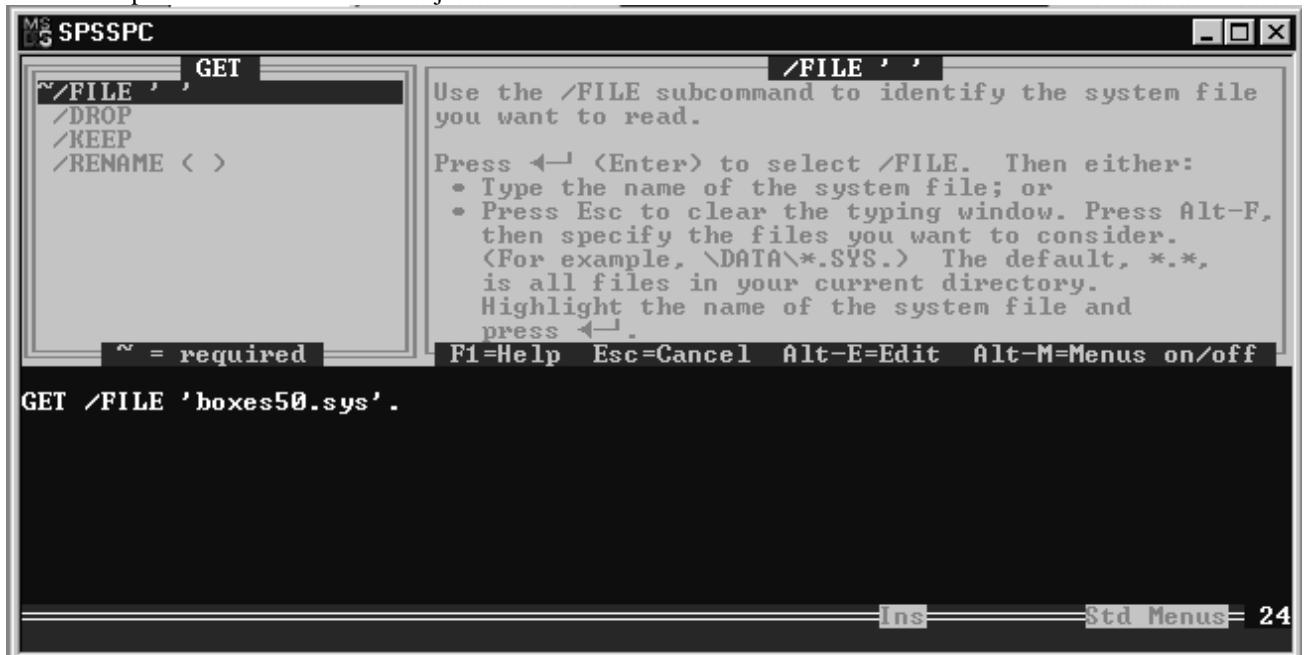 SPSSPC
GET
~/FILE ' '
/DROP
/KEEP
/RENAME ( )
~ = required
/FILE ' '
Use the /FILE subcommand to identify the system file
you want to read.
Press ◄┘ (Enter) to select /FILE. Then either:
• Type the name of the system file; or
• Press Esc to clear the typing window. Press Alt-F,
then specify the files you want to consider.
(For example, \DATA\*.SYS.) The default, *.*,
is all files in your current directory.
Highlight the name of the system file and
press ◄┘.
F1=Help Esc=Cancel Alt-E=Edit Alt-M=Menus on/off
GET /FILE 'boxes50.sys'.
Ins Std Menus 24